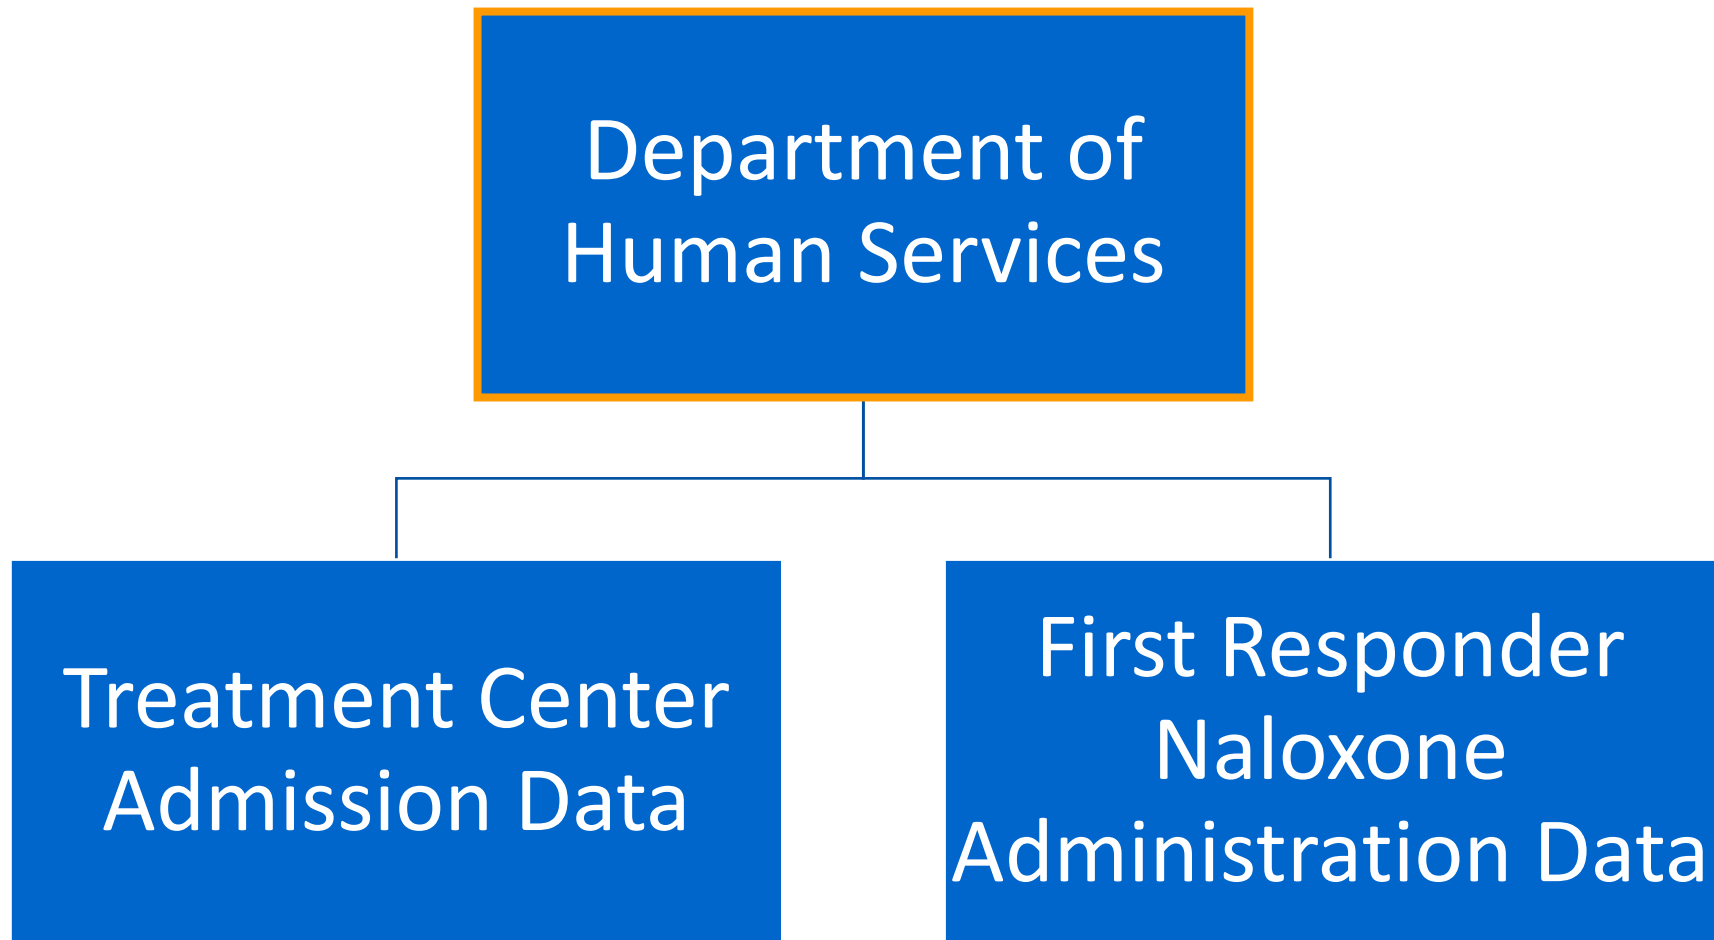 Department of
Human Services
Treatment Center
Admission Data
First Responder
Naloxone
Administration Data